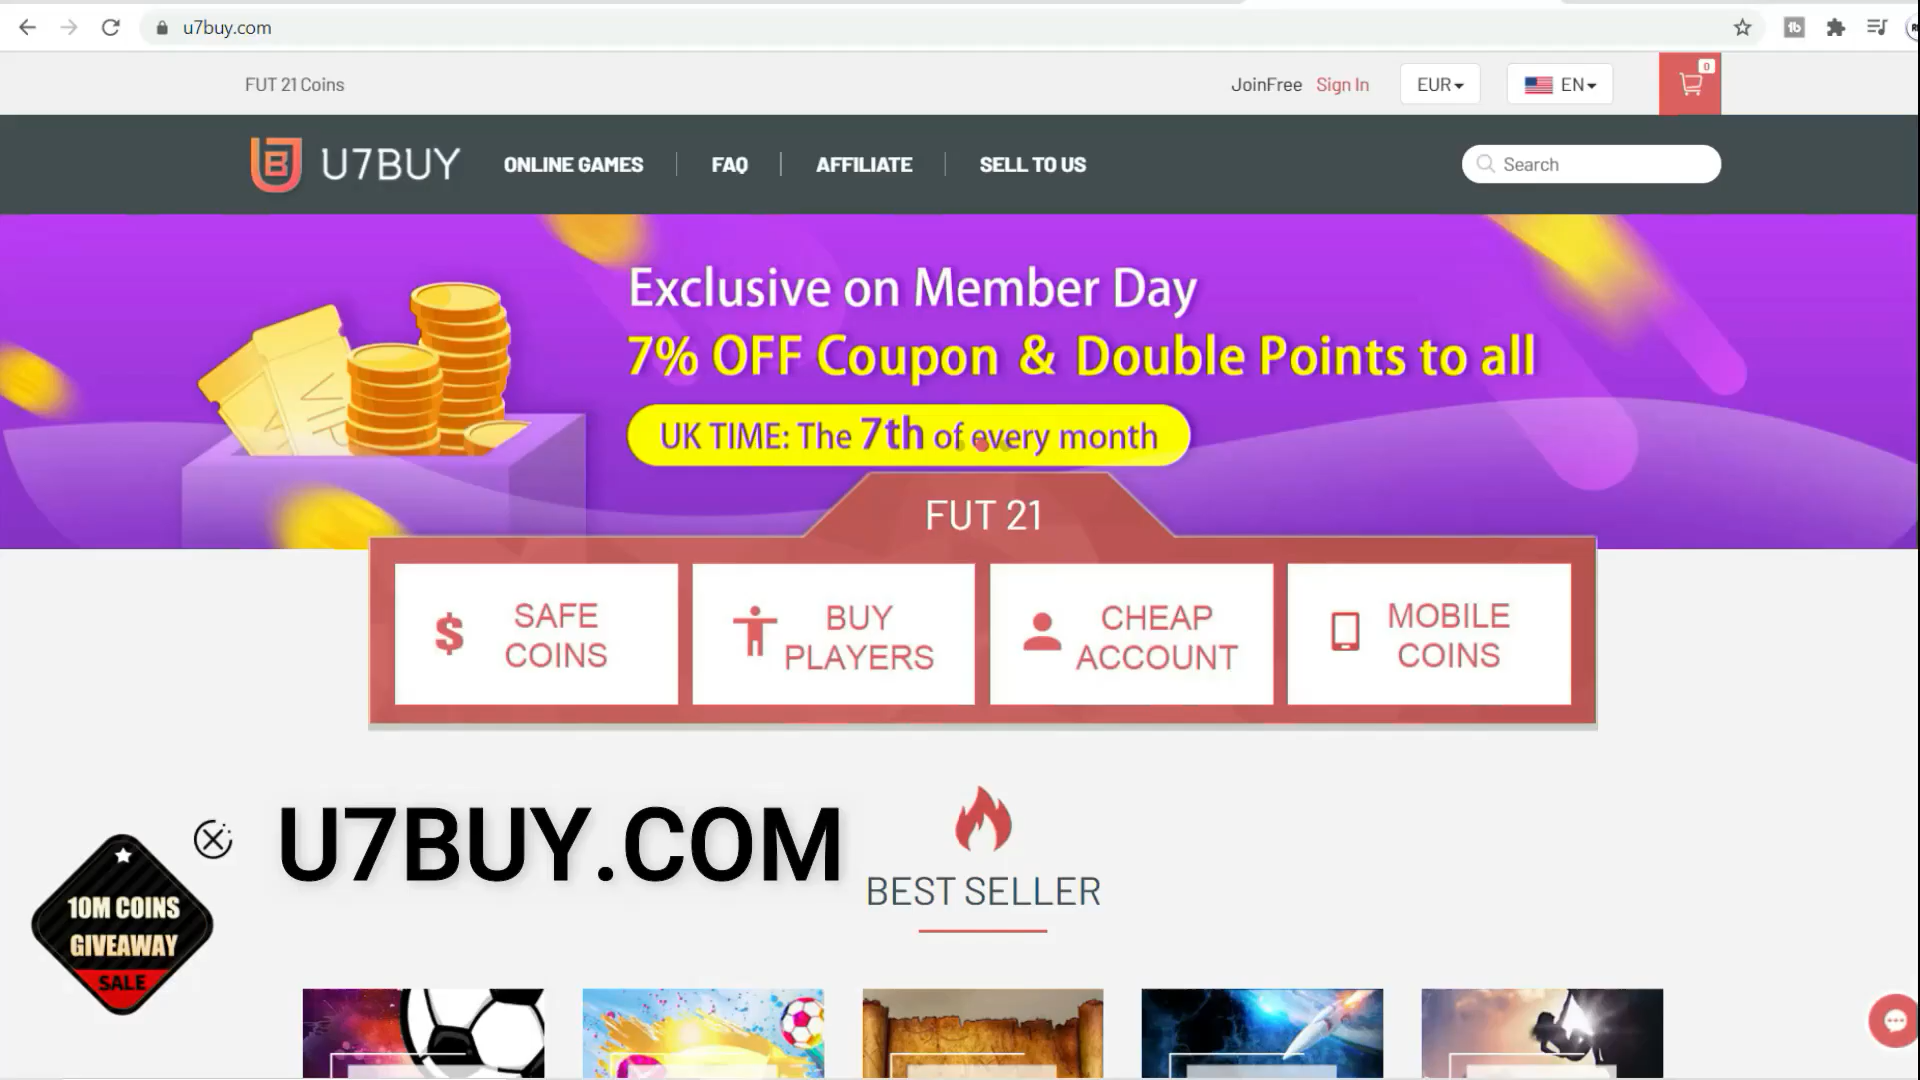 u7buy.com
FUT 21 Coins
JoinFree Sign In EUR EN 0
U7BUY ONLINE GAMES FAQ AFFILIATE SELL TO US Search
Exclusive on Member Day
7% OFF Coupon & Double Points to all
UK TIME: The 7th of every month
FUT 21
SAFE
COINS
BUY
PLAYERS
CHEAP
ACCOUNT
MOBILE
COINS
U7BUY.COM
BEST SELLER
10M COINS
GIVEAWAY
SALE